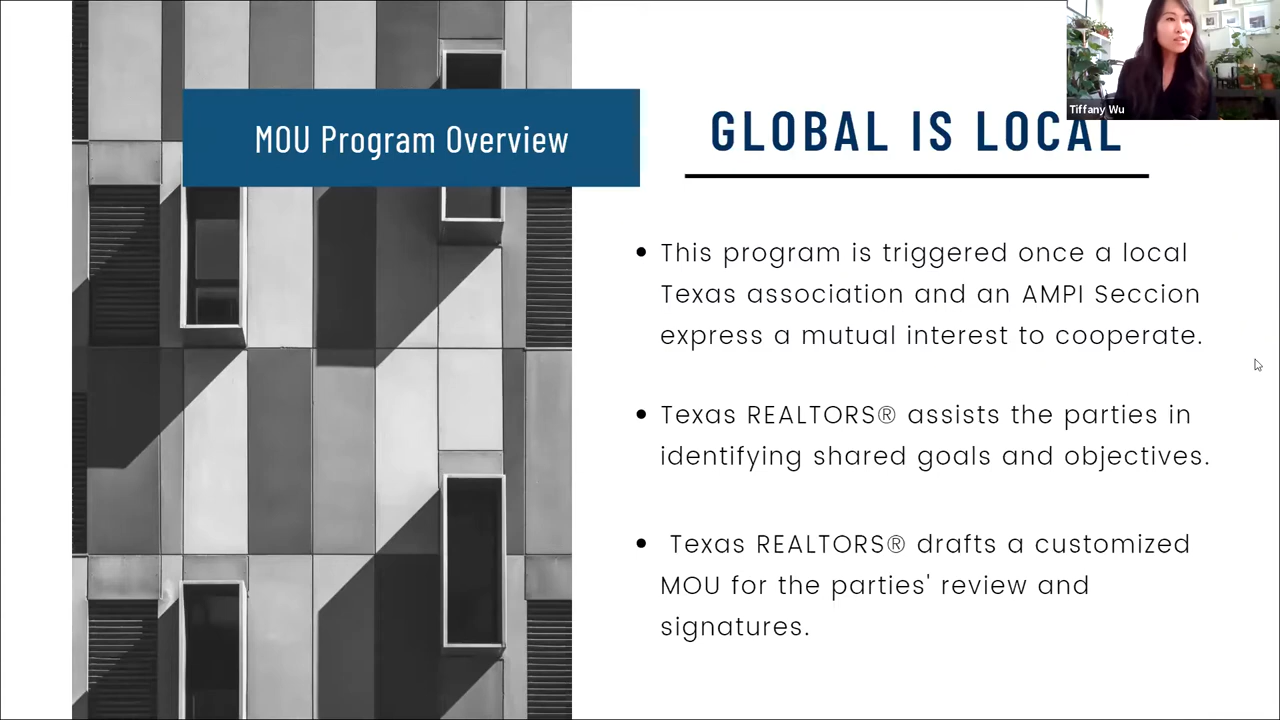 MOU Program Overview
GLOBAL IS LOCAL
Tiffany Wu
• This program is triggered once a local
Texas association and an AMPI Seccion
express a mutual interest to cooperate.
• Texas REALTORS® assists the parties in
identifying shared goals and objectives.
• Texas REALTORS® drafts a customized
MOU for the parties' review and
signatures.